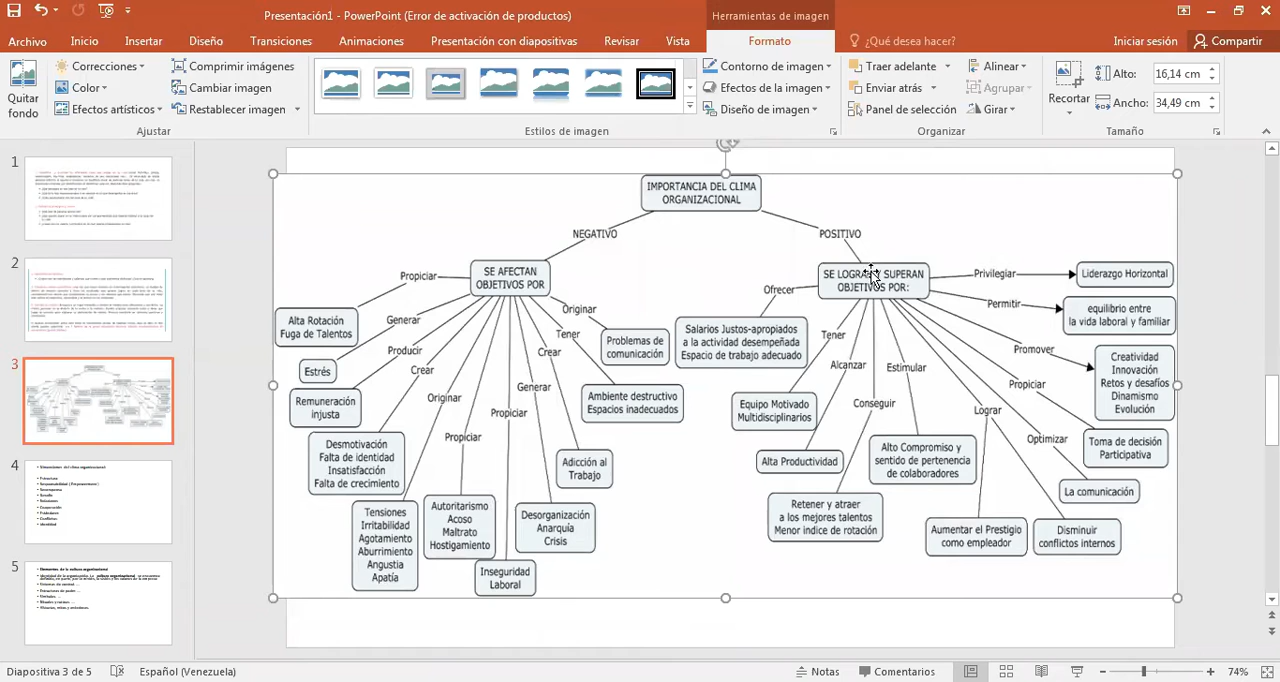 Presentación1 - PowerPoint (Error de activación de productos)
Herramientas de imagen
Archivo
Inicio
Insertar
Diseño
Transiciones
Animaciones
Presentación con diapositivas
Revisar
Vista
Formato
¿Qué desea hacer?
Iniciar sesión
Compartir
Quitar
fondo
Correcciones
Color
Efectos artísticos
Comprimir imágenes
Cambiar imagen
Restablecer imagen
Ajustar
Estilos de imagen
Contorno de imagen
Efectos de la imagen
Diseño de imagen
Traer adelante
Enviar atrás
Panel de selección
Alinear
Agrupar
Girar
Organizar
Recortar
Alto:
16,14 cm
Ancho:
34,49 cm
Tamaño
1
2
3
4
5
IMPORTANCIA DEL CLIMA
ORGANIZACIONAL
NEGATIVO
POSITIVO
SE AFECTAN
OBJETIVOS POR
Propiciar
Alta Rotación
Fuga de Talentos
Generar
Estrés
Producir
Remuneración
injusta
Crear
Desmotivación
Falta de identidad
Insatisfacción
Falta de crecimiento
Originar
Tensiones
Irritabilidad
Agotamiento
Aburrimiento
Angustia
Apatía
Propiciar
Autoritarismo
Acoso
Maltrato
Hostigamiento
Propiciar
Inseguridad
Laboral
Generar
Desorganización
Anarquía
Crisis
Crear
Adicción al
Trabajo
Tener
Ambiente destructivo
Espacios inadecuados
Originar
Problemas de
comunicación
SUPERAN
OBJETIVOS POR:
Ofrecer
Salarios Justos-apropiados
a la actividad desempeñada
Espacio de trabajo adecuado
Tener
Equipo Motivado
Multidisciplinarios
Alcanzar
Alta Productividad
Conseguir
Retener y atraer
a los mejores talentos
Menor indice de rotación
Estimular
Alto Compromiso y
sentido de pertenencia
de colaboradores
Lograr
Aumentar el Prestigio
como empleador
Optimizar
Disminuir
conflictos internos
La comunicación
Propiciar
Toma de decisión
Participativa
Promover
Creatividad
Innovación
Retos y desafíos
Dinamismo
Evolución
Permitir
equilibrio entre
la vida laboral y familiar
Privilegiar
Liderazgo Horizontal
Diapositiva 3 de 5
Español (Venezuela)
Notas
Comentarios
74%